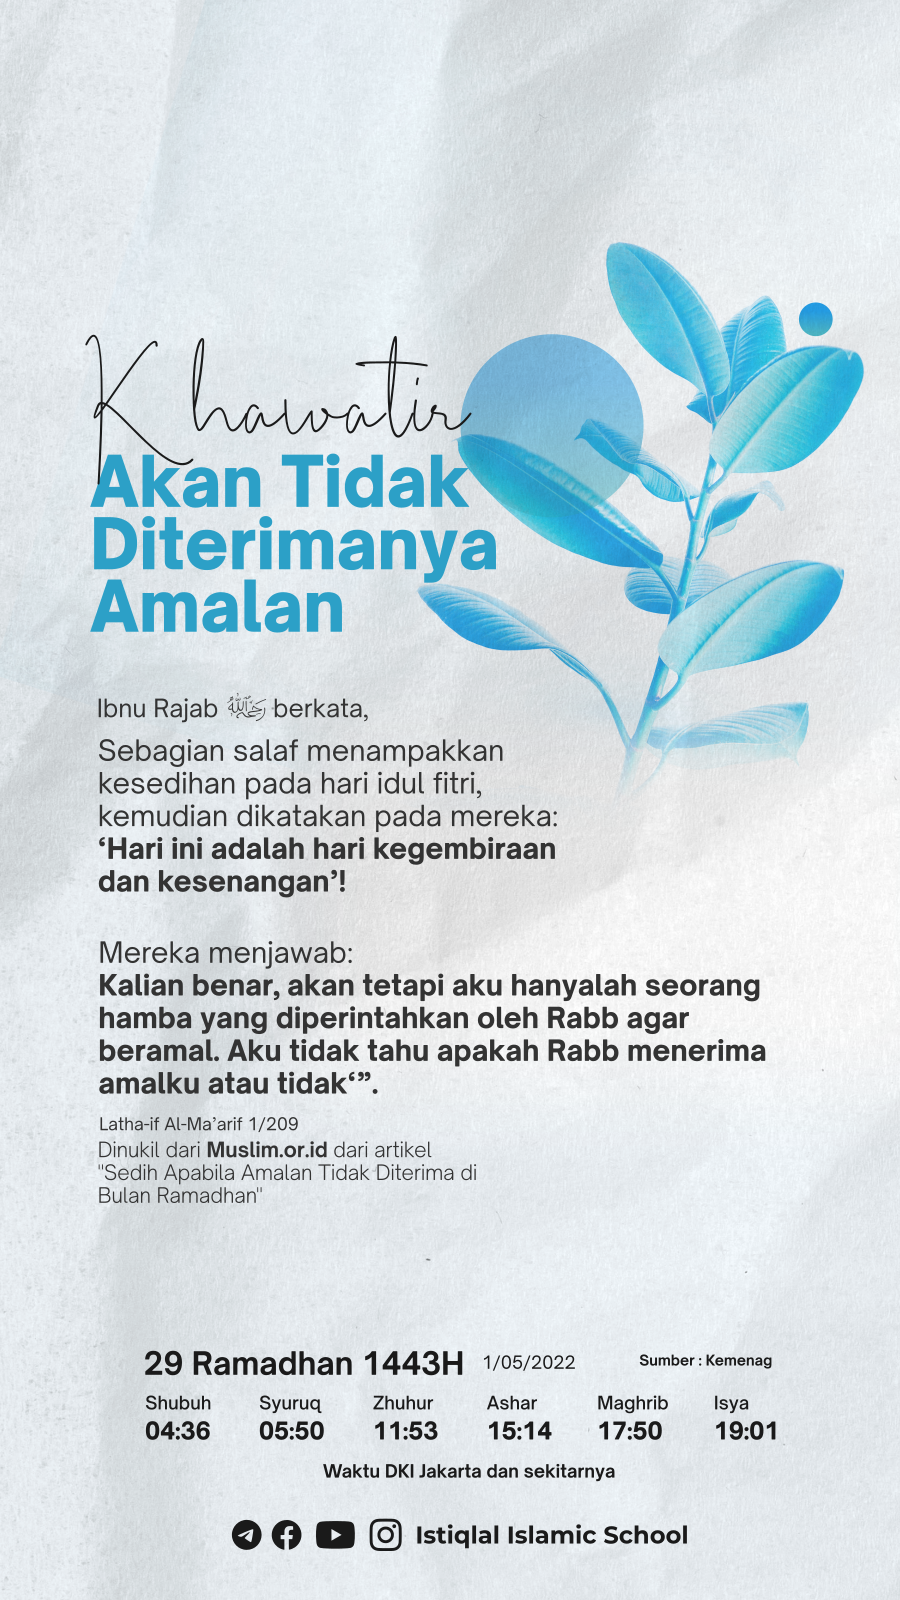 Khawatir
Akan Tidak
Diterimanya
Amalan
Ibnu Rajab رحمه الله berkata,
Sebagian salaf menampakkan
kesedihan pada hari idul fitri,
kemudian dikatakan pada mereka:
‘Hari ini adalah hari kegembiraan
dan kesenangan’!
Mereka menjawab:
Kalian benar, akan tetapi aku hanyalah seorang
hamba yang diperintahkan oleh Rabb agar
beramal. Aku tidak tahu apakah Rabb menerima
amalku atau tidak‘”.
Latha-if Al-Ma’arif 1/209
Dinukil dari Muslim.or.id dari artikel
"Sedih Apabila Amalan Tidak Diterima di
Bulan Ramadhan"
29 Ramadhan 1443H 1/05/2022 Sumber : Kemenag
Shubuh Syuruq Zhuhur Ashar Maghrib Isya
04:36 05:50 11:53 15:14 17:50 19:01
Waktu DKI Jakarta dan sekitarnya
Istiqlal Islamic School